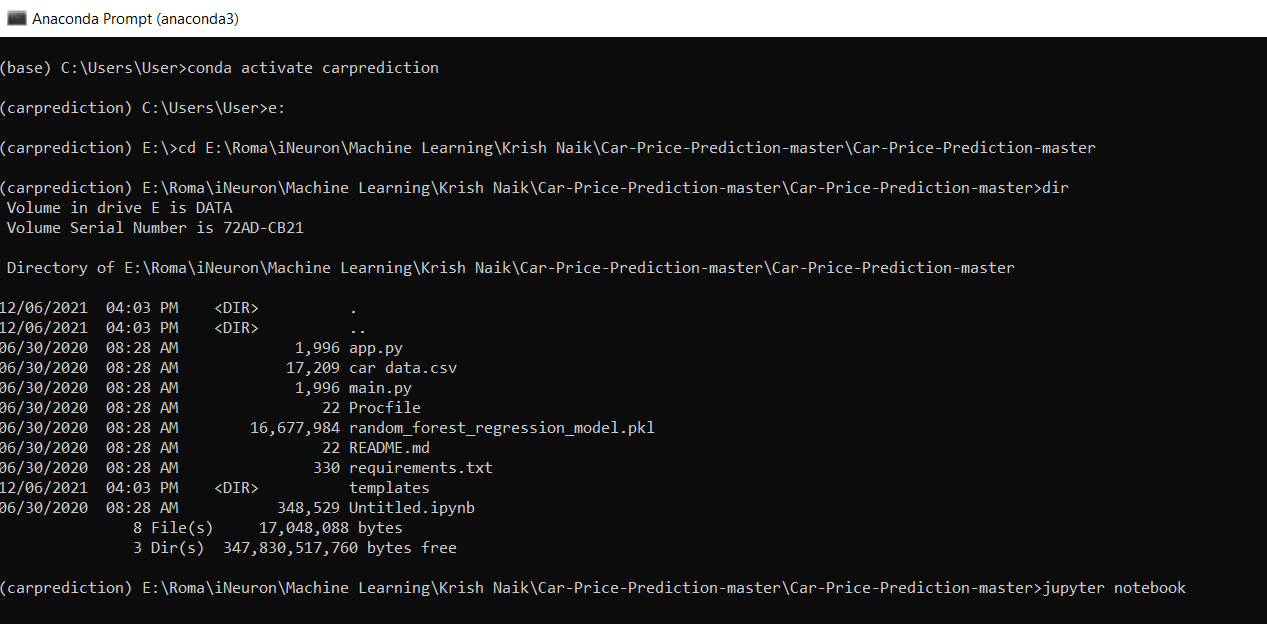 Anaconda Prompt (anaconda3)
(base) C:\Users\User>conda activate carprediction
(carprediction) C:\Users\User>e:
(carprediction) E:\>cd E:\Roma\iNeuron\Machine Learning\Krish Naik\Car-Price-Prediction-master\Car-Price-Prediction-master
(carprediction) E:\Roma\iNeuron\Machine Learning\Krish Naik\Car-Price-Prediction-master\Car-Price-Prediction-master>dir
Volume in drive E is DATA
Volume Serial Number is 72AD-CB21
Directory of E:\Roma\iNeuron\Machine Learning\Krish Naik\Car-Price-Prediction-master\Car-Price-Prediction-master
12/06/2021  04:03 PM    <DIR>          .
12/06/2021  04:03 PM    <DIR>          ..
06/30/2020  08:28 AM             1,996 app.py
06/30/2020  08:28 AM            17,209 car data.csv
06/30/2020  08:28 AM             1,996 main.py
06/30/2020  08:28 AM                22 Procfile
06/30/2020  08:28 AM        16,677,984 random_forest_regression_model.pkl
06/30/2020  08:28 AM                22 README.md
06/30/2020  08:28 AM               330 requirements.txt
12/06/2021  04:03 PM    <DIR>          templates
06/30/2020  08:28 AM           348,529 Untitled.ipynb
8 File(s)     17,048,088 bytes
3 Dir(s)  347,830,517,760 bytes free
(carprediction) E:\Roma\iNeuron\Machine Learning\Krish Naik\Car-Price-Prediction-master\Car-Price-Prediction-master>jupyter notebook